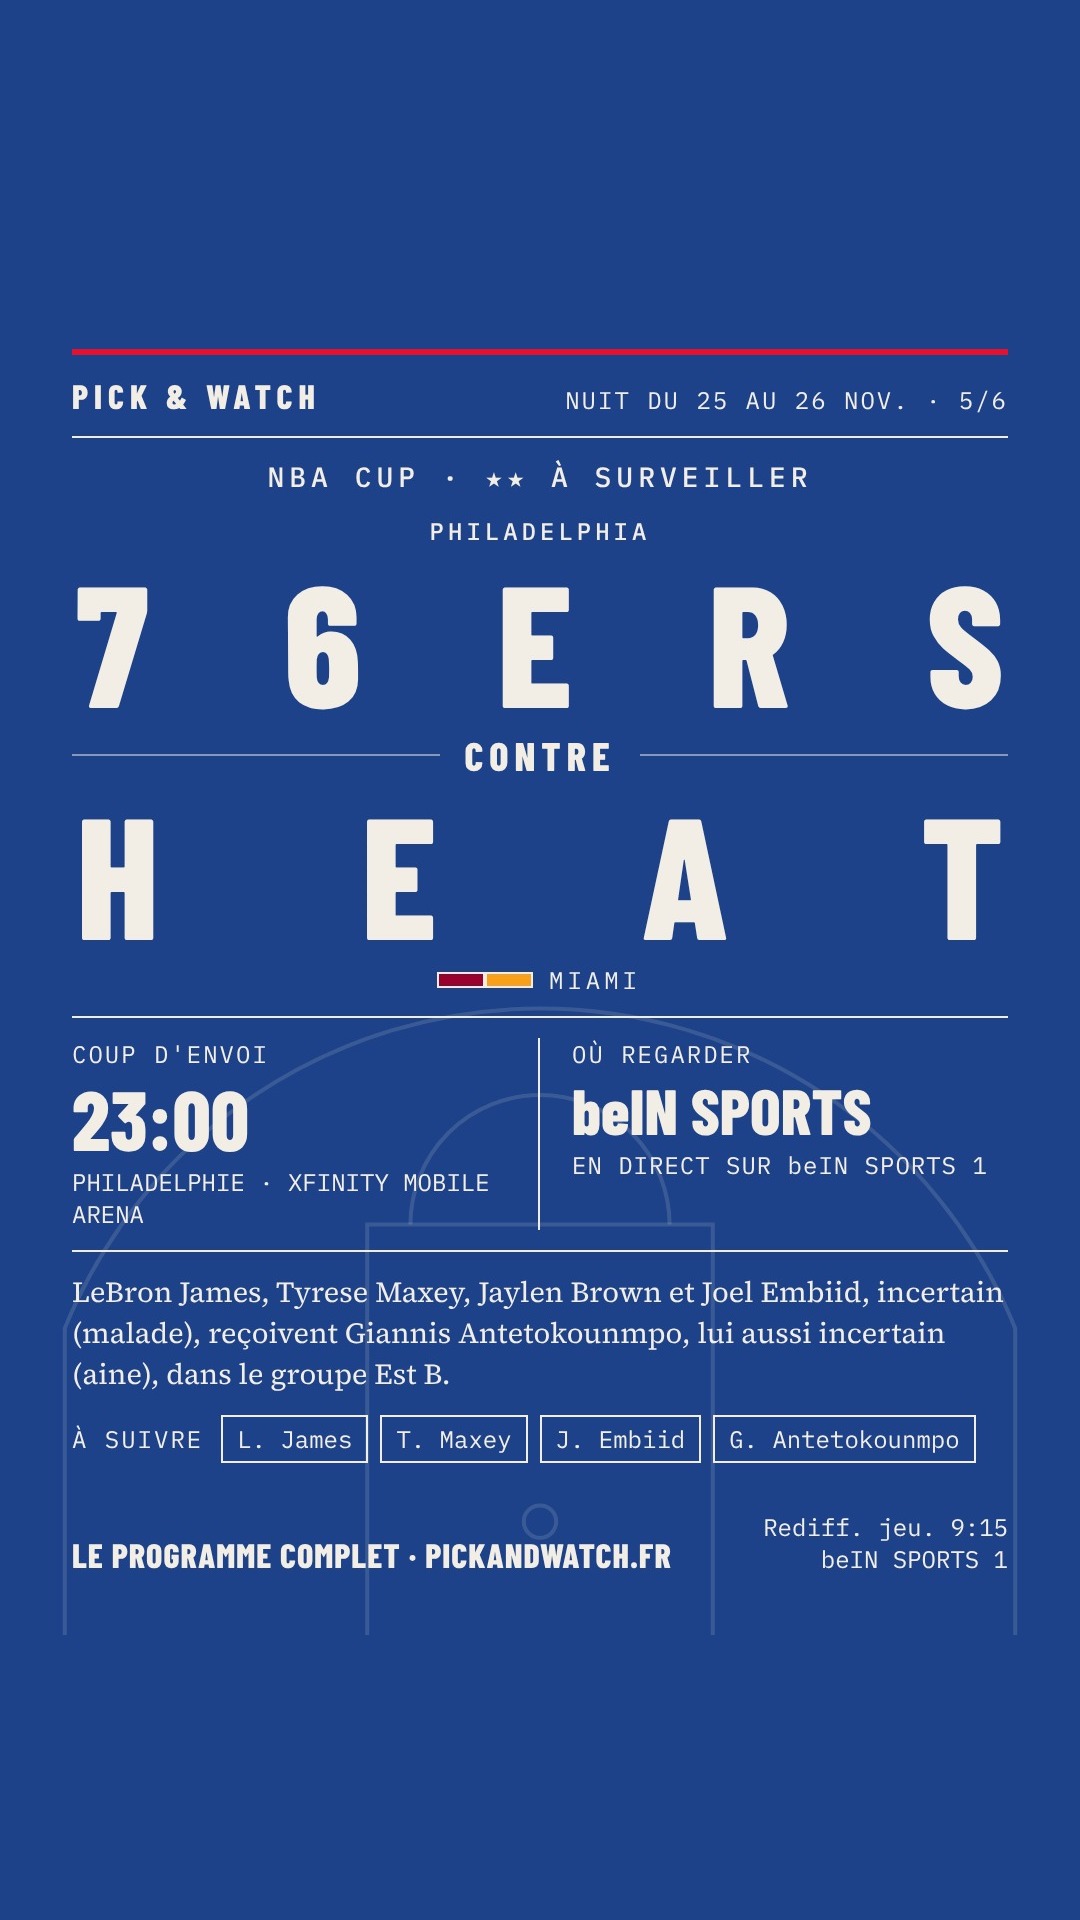 PICK & WATCH
NUIT DU 25 AU 26 NOV. · 5/6
NBA CUP · ★★ À SURVEILLER
PHILADELPHIA
76ERS
CONTRE
HEAT
MIAMI
COUP D'ENVOI
23:00
PHILADELPHIE · XFINITY MOBILE
ARENA
OÙ REGARDER
beIN SPORTS
EN DIRECT SUR beIN SPORTS 1
LeBron James, Tyrese Maxey, Jaylen Brown et Joel Embiid, incertain
(malade), reçoivent Giannis Antetokounmpo, lui aussi incertain
(aine), dans le groupe Est B.
À SUIVRE L. James T. Maxey J. Embiid G. Antetokounmpo
LE PROGRAMME COMPLET · PICKANDWATCH.FR
Rediff. jeu. 9:15
beIN SPORTS 1